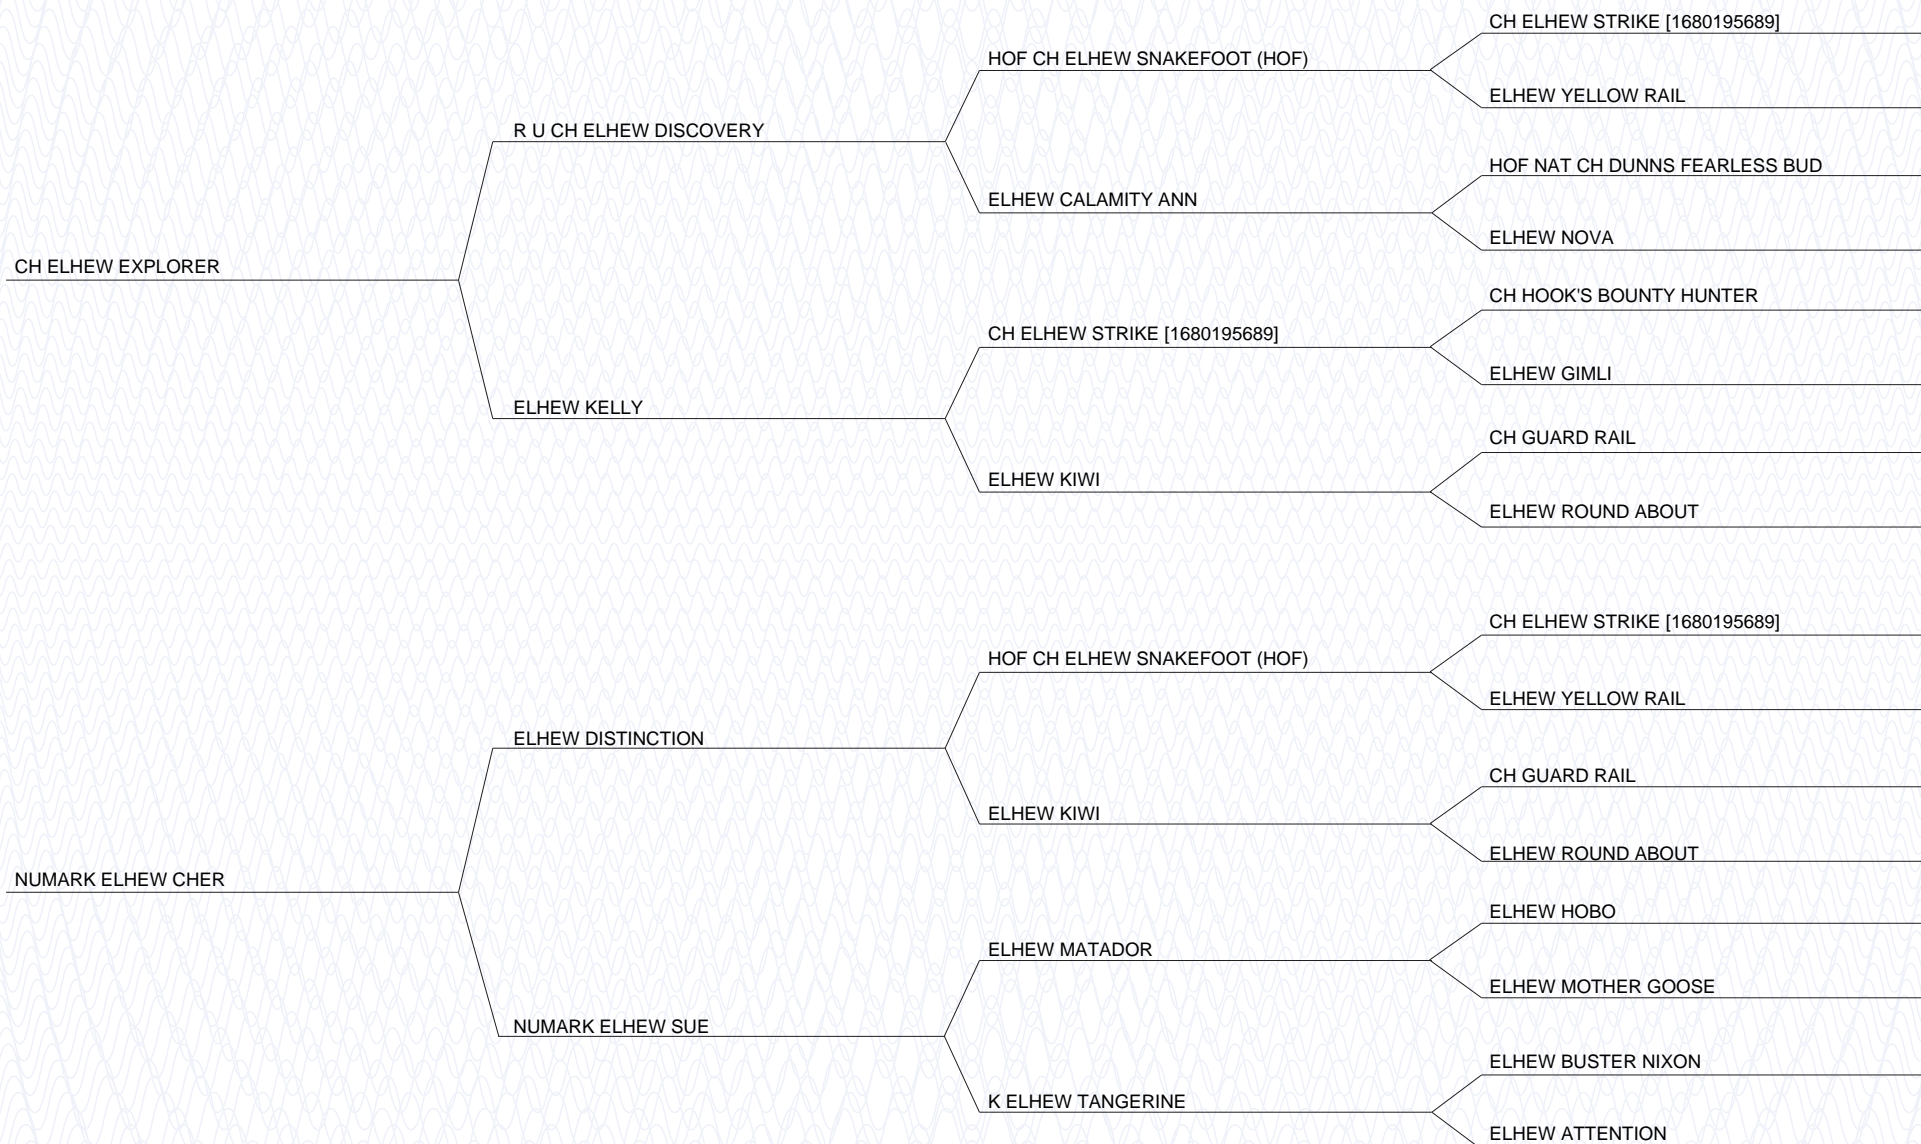 CH ELHEW STRIKE [1680195689]
HOF CH ELHEW SNAKEFOOT (HOF)
ELHEW YELLOW RAIL
R U CH ELHEW DISCOVERY
HOF NAT CH DUNNS FEARLESS BUD
ELHEW CALAMITY ANN
ELHEW NOVA
CH ELHEW EXPLORER
CH HOOK'S BOUNTY HUNTER
CH ELHEW STRIKE [1680195689]
ELHEW GIMLI
ELHEW KELLY
CH GUARD RAIL
ELHEW KIWI
ELHEW ROUND ABOUT
CH ELHEW STRIKE [1680195689]
HOF CH ELHEW SNAKEFOOT (HOF)
ELHEW YELLOW RAIL
ELHEW DISTINCTION
CH GUARD RAIL
ELHEW KIWI
ELHEW ROUND ABOUT
NUMARK ELHEW CHER
ELHEW HOBO
ELHEW MATADOR
ELHEW MOTHER GOOSE
NUMARK ELHEW SUE
ELHEW BUSTER NIXON
K ELHEW TANGERINE
ELHEW ATTENTION